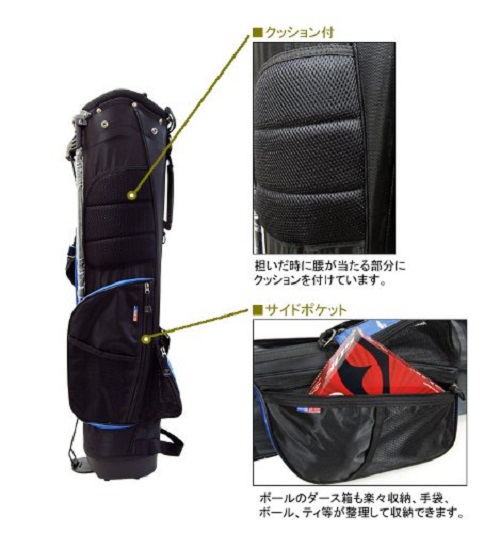 ■クッション付
担いだ時に腰が当たる部分に
クッションを付けています。
■サイドポケット
ボールのダース箱も楽々収納、手袋、
ボール、ティ等が整理して収納できます。